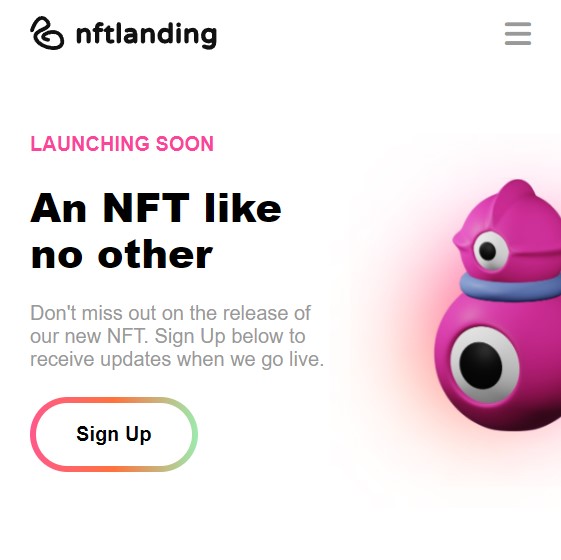 nftlanding
LAUNCHING SOON
An NFT like
no other
Don't miss out on the release of
our new NFT. Sign Up below to
receive updates when we go live.
Sign Up